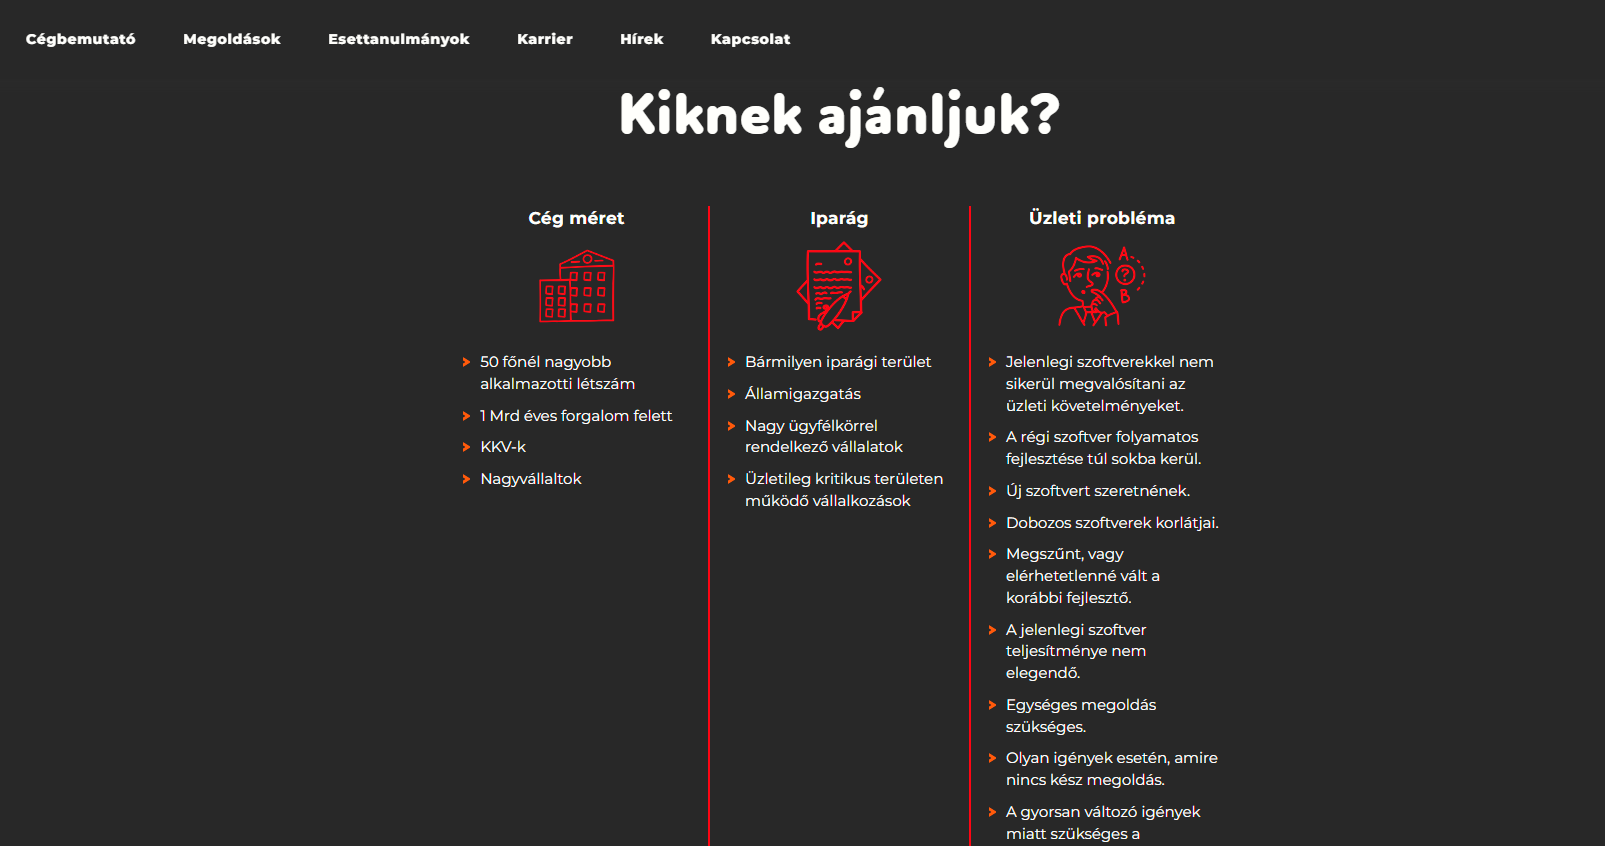 Cégbemutató Megoldások Esettanulmányok Karrier Hírek Kapcsolat
Kiknek ajánljuk?
Cég méret
50 főnél nagyobb
alkalmazotti létszám
1 Mrd éves forgalom felett
KKV-k
Nagyvállaltok
Iparág
Bármilyen iparági terület
Államigazgatás
Nagy ügyfélkörrel
rendelkező vállalatok
Üzletileg kritikus területen
működő vállalkozások
Üzleti probléma
A
?
B
Jelenlegi szoftverekkel nem
sikerül megvalósítani az
üzleti követelményeket.
A régi szoftver folyamatos
fejlesztése túl sokba kerül.
Új szoftvert szeretnének.
Dobozos szoftverek korlátjai.
Megszűnt, vagy
elérhetetlenné vált a
korábbi fejlesztő.
A jelenlegi szoftver
teljesítménye nem
elegendő.
Egységes megoldás
szükséges.
Olyan igények esetén, amire
nincs kész megoldás.
A gyorsan változó igények
miatt szükséges a